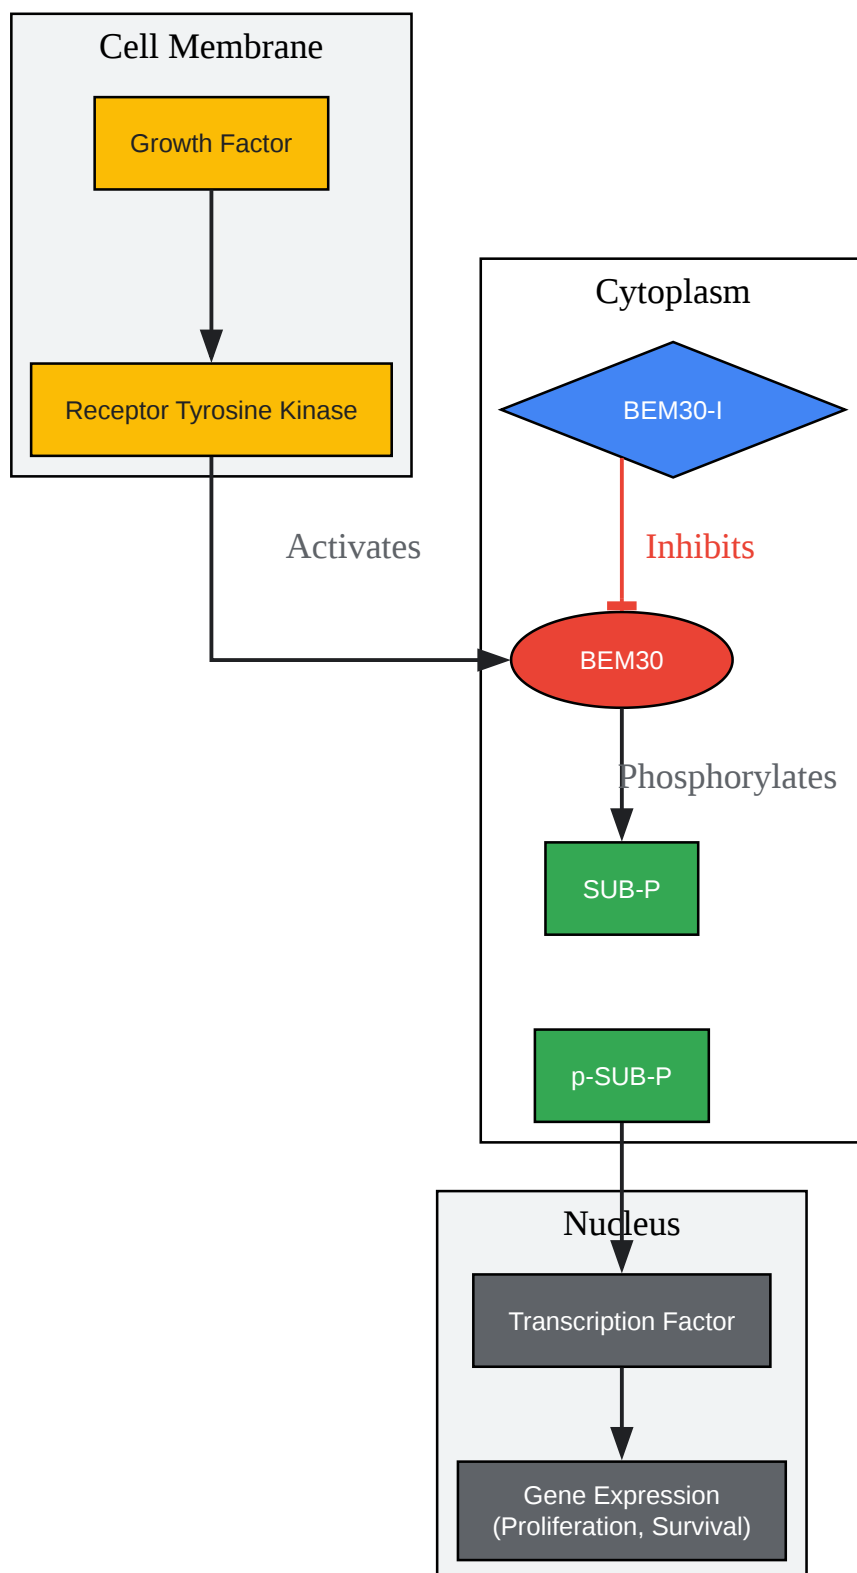 Cell Membrane
Growth Factor
Receptor Tyrosine Kinase
Activates
Cytoplasm
BEM30-I
Inhibits
BEM30
Phosphorylates
SUB-P
p-SUB-P
Nucleus
Transcription Factor
Gene Expression
(Proliferation, Survival)